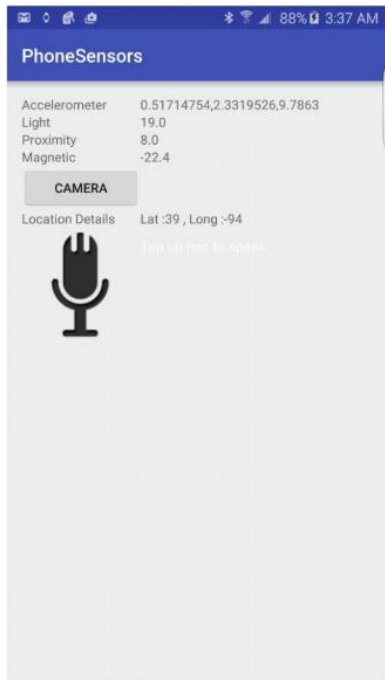 88% 3:37 AM
PhoneSensors
Accelerometer 0.51714754,2.3319526,9.7863
Light 19.0
Proximity 8.0
Magnetic -22.4
CAMERA
Location Details Lat :39 , Long :-94
Tap on mic to speak